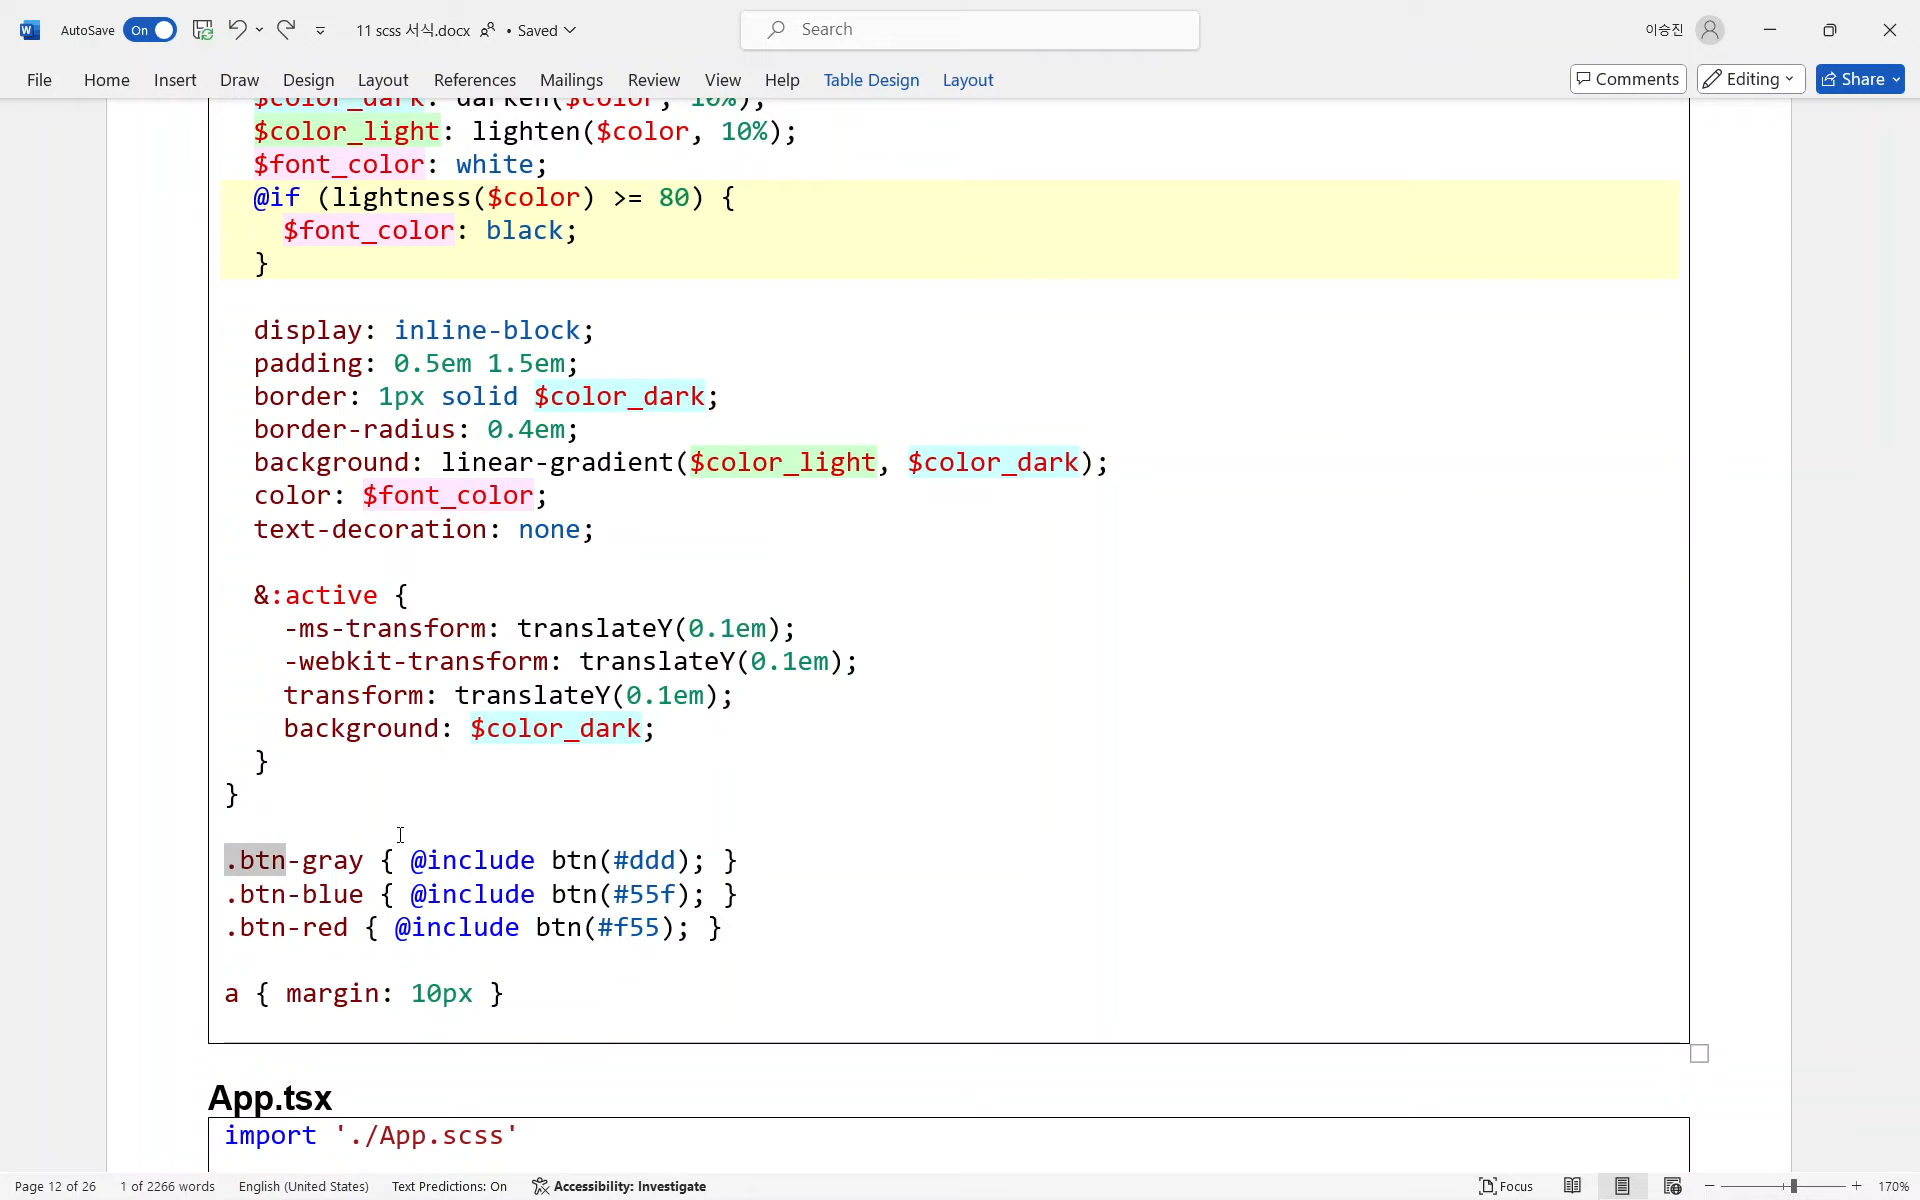 AutoSave On 11 scss 서식.docx • Saved Search 이승진
File Home Insert Draw Design Layout References Mailings Review View Help Table Design Layout Comments Editing Share
$color_dark: darken($color, 10%);
$color_light: lighten($color, 10%);
$font_color: white;
@if (lightness($color) >= 80) {
$font_color: black;
}
display: inline-block;
padding: 0.5em 1.5em;
border: 1px solid $color_dark;
border-radius: 0.4em;
background: linear-gradient($color_light, $color_dark);
color: $font_color;
text-decoration: none;
&:active {
-ms-transform: translateY(0.1em);
-webkit-transform: translateY(0.1em);
transform: translateY(0.1em);
background: $color_dark;
}
}
.btn-gray { @include btn(#ddd); }
.btn-blue { @include btn(#55f); }
.btn-red { @include btn(#f55); }
a { margin: 10px }
App.tsx
import './App.scss'
Page 12 of 26 1 of 2266 words English (United States) Text Predictions: On Accessibility: Investigate Focus 170%